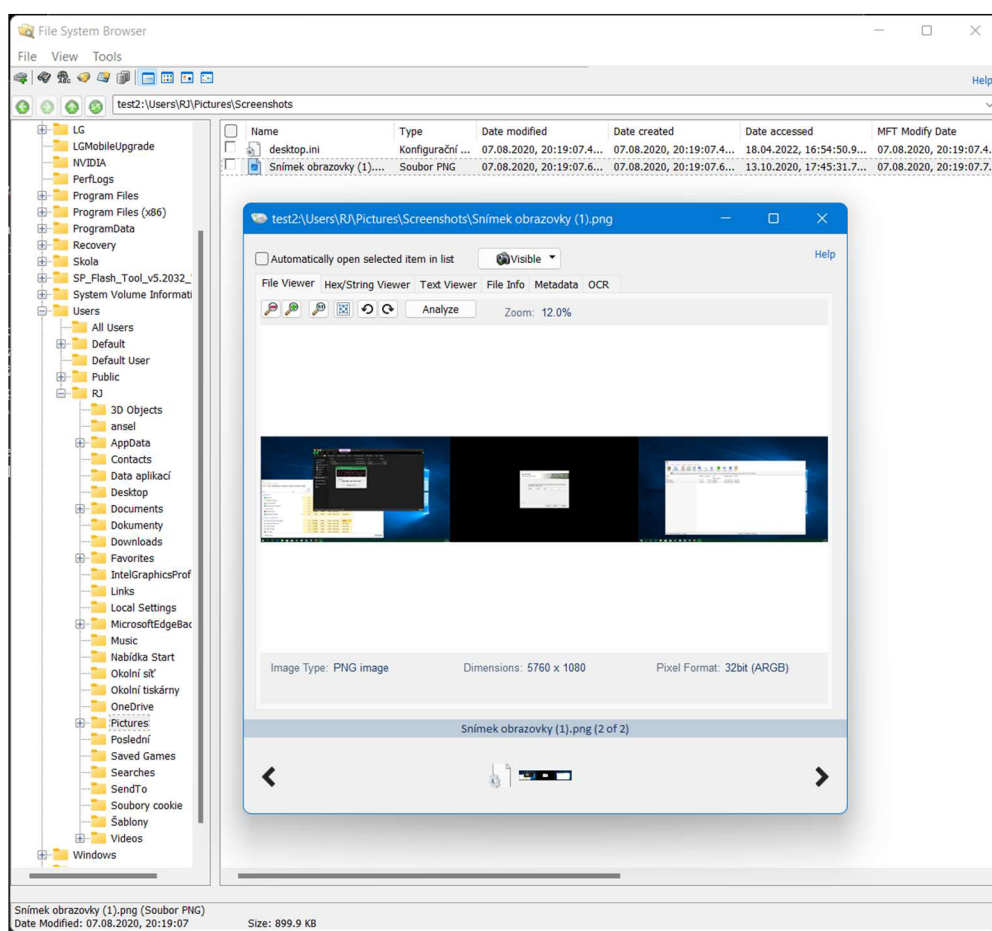 File System Browser
File View Tools
Help
test2:\Users\RJ\Pictures\Screenshots
LG
LGMobileUpgrade
NVIDIA
PerfLogs
Program Files
Program Files (x86)
ProgramData
Recovery
Skola
SP_Flash_Tool_v5.2032_
System Volume Informati
Users
All Users
Default
Default User
Public
RJ
3D Objects
ansel
AppData
Contacts
Data aplikací
Desktop
Documents
Dokumenty
Downloads
Favorites
IntelGraphicsProf
Links
Local Settings
MicrosoftEdgeBac
Music
Nabídka Start
Okolní síť
Okolní tiskárny
OneDrive
Pictures
Poslední
Saved Games
Searches
SendTo
Soubory cookie
Šablony
Videos
Windows
Name Type Date modified Date created Date accessed MFT Modify Date
desktop.ini Konfigurační ... 07.08.2020, 20:19:07.4... 07.08.2020, 20:19:07.4... 18.04.2022, 16:54:50.9... 07.08.2020, 20:19:07.4.
Snímek obrazovky (1).... Soubor PNG 07.08.2020, 20:19:07.6... 07.08.2020, 20:19:07.6... 13.10.2020, 17:45:31.7... 07.08.2020, 20:19:07.7.
test2:\Users\RJ\Pictures\Screenshots\Snímek obrazovky (1).png
Automatically open selected item in list Visible Help
File Viewer Hex/String Viewer Text Viewer File Info Metadata OCR
Analyze Zoom: 12.0%
Image Type: PNG image Dimensions: 5760 x 1080 Pixel Format: 32bit (ARGB)
Snímek obrazovky (1).png (2 of 2)
Snímek obrazovky (1).png (Soubor PNG)
Date Modified: 07.08.2020, 20:19:07 Size: 899.9 KB